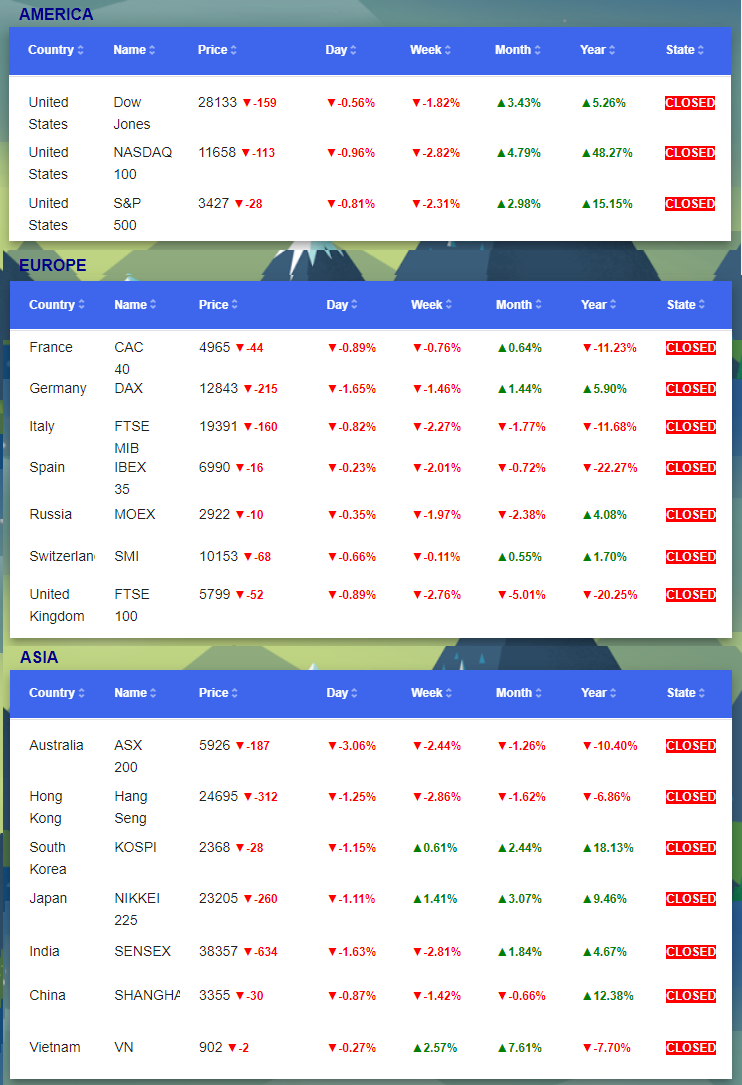 AMERICA
Country Name Price Day Week Month Year State
United Dow 28133 ▼-159 ▼-0.56% ▼-1.82% ▲3.43% ▲5.26% CLOSED
States Jones
United NASDAQ 11658 ▼-113 ▼-0.96% ▼-2.82% ▲4.79% ▲48.27% CLOSED
States 100
United S&P 3427 ▼-28 ▼-0.81% ▼-2.31% ▲2.98% ▲15.15% CLOSED
States 500
EUROPE
Country Name Price Day Week Month Year State
France CAC 4965 ▼-44 ▼-0.89% ▼-0.76% ▲0.64% ▼-11.23% CLOSED
40
Germany DAX 12843 ▼-215 ▼-1.65% ▼-1.46% ▲1.44% ▲5.90% CLOSED
Italy FTSE 19391 ▼-160 ▼-0.82% ▼-2.27% ▼-1.77% ▼-11.68% CLOSED
MIB
Spain IBEX 6990 ▼-16 ▼-0.23% ▼-2.01% ▼-0.72% ▼-22.27% CLOSED
35
Russia MOEX 2922 ▼-10 ▼-0.35% ▼-1.97% ▼-2.38% ▲4.08% CLOSED
Switzerland SMI 10153 ▼-68 ▼-0.66% ▼-0.11% ▲0.55% ▲1.70% CLOSED
United FTSE 5799 ▼-52 ▼-0.89% ▼-2.76% ▼-5.01% ▼-20.25% CLOSED
Kingdom 100
ASIA
Country Name Price Day Week Month Year State
Australia ASX 5926 ▼-187 ▼-3.06% ▼-2.44% ▼-1.26% ▼-10.40% CLOSED
200
Hong Hang 24695 ▼-312 ▼-1.25% ▼-2.86% ▼-1.62% ▼-6.86% CLOSED
Kong Seng
South KOSPI 2368 ▼-28 ▼-1.15% ▲0.61% ▲2.44% ▲18.13% CLOSED
Korea
Japan NIKKEI 23205 ▼-260 ▼-1.11% ▲1.41% ▲3.07% ▲9.46% CLOSED
225
India SENSEX 38357 ▼-634 ▼-1.63% ▼-2.81% ▲1.84% ▲4.67% CLOSED
China SHANGHA 3355 ▼-30 ▼-0.87% ▼-1.42% ▼-0.66% ▲12.38% CLOSED
Vietnam VN 902 ▼-2 ▼-0.27% ▲2.57% ▲7.61% ▼-7.70% CLOSED